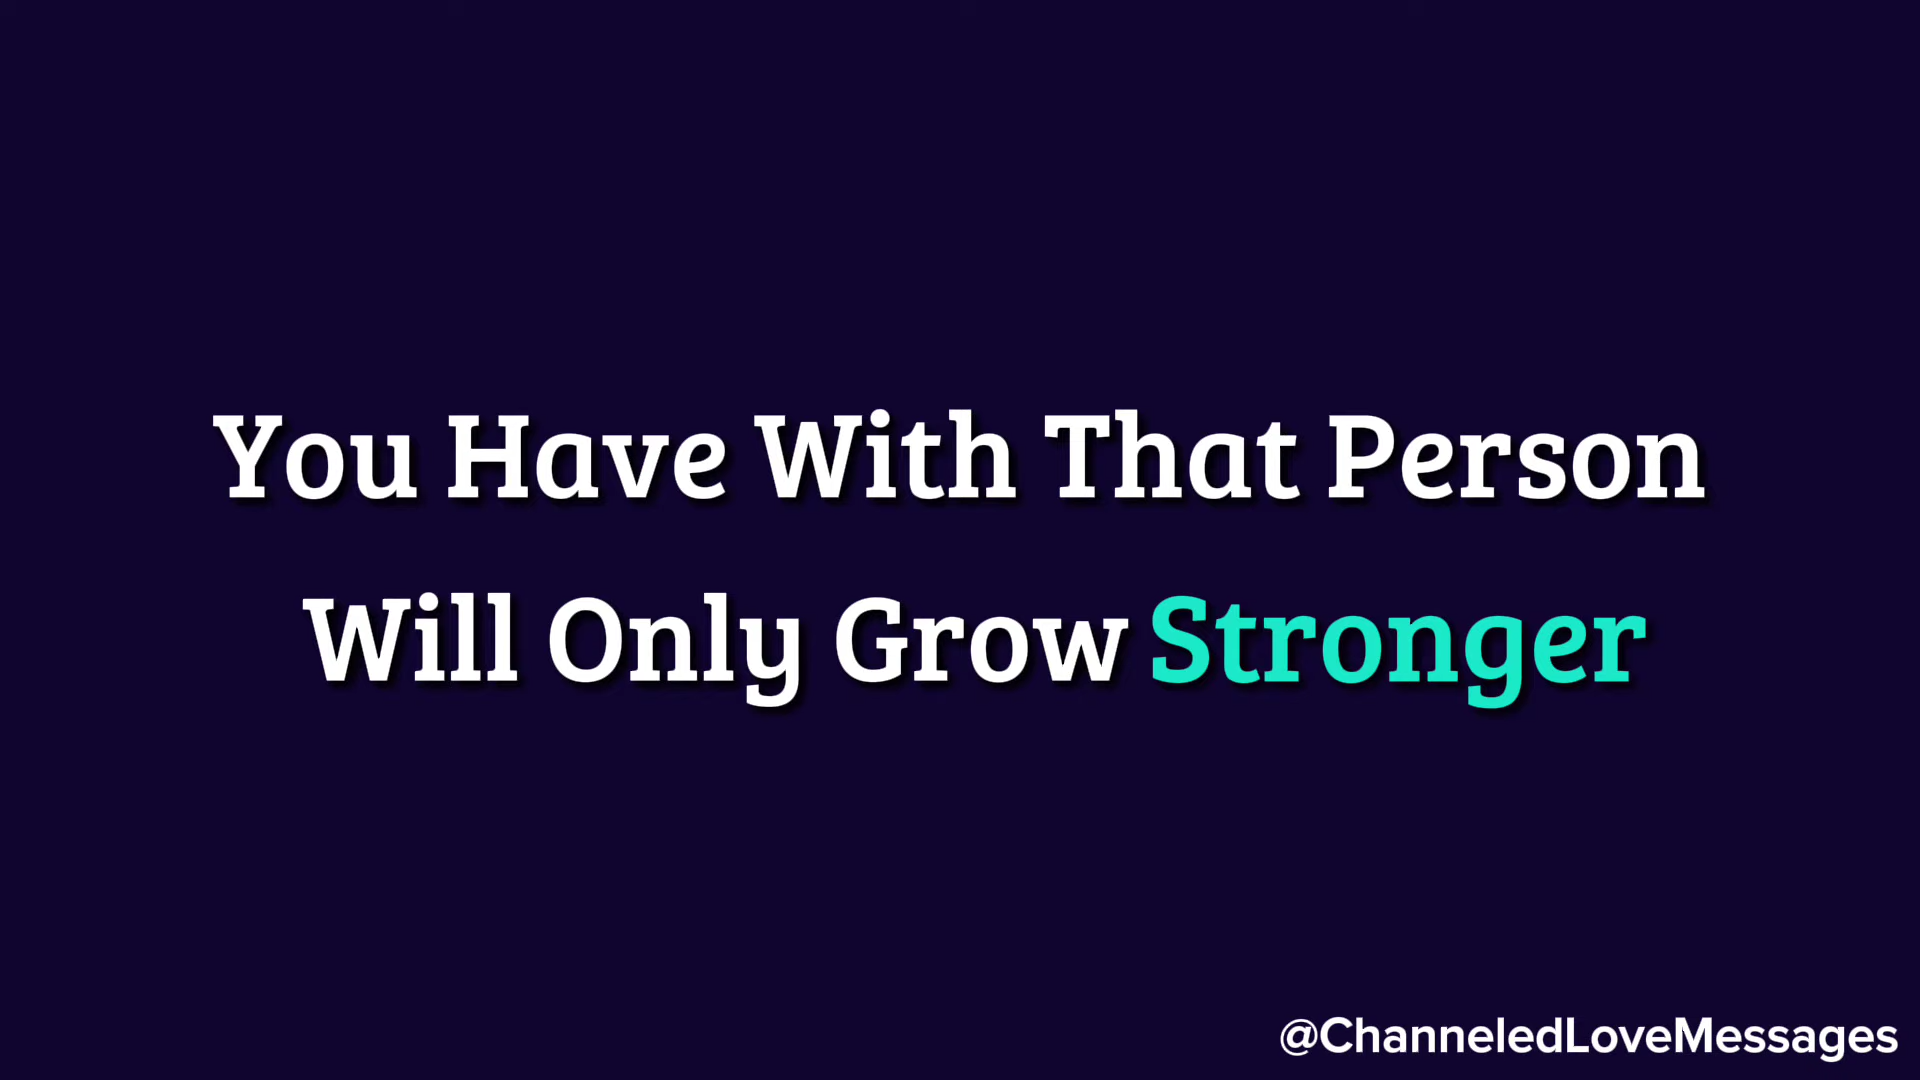 You Have With That Person
Will Only Grow Stronger
@ChanneledLoveMessages